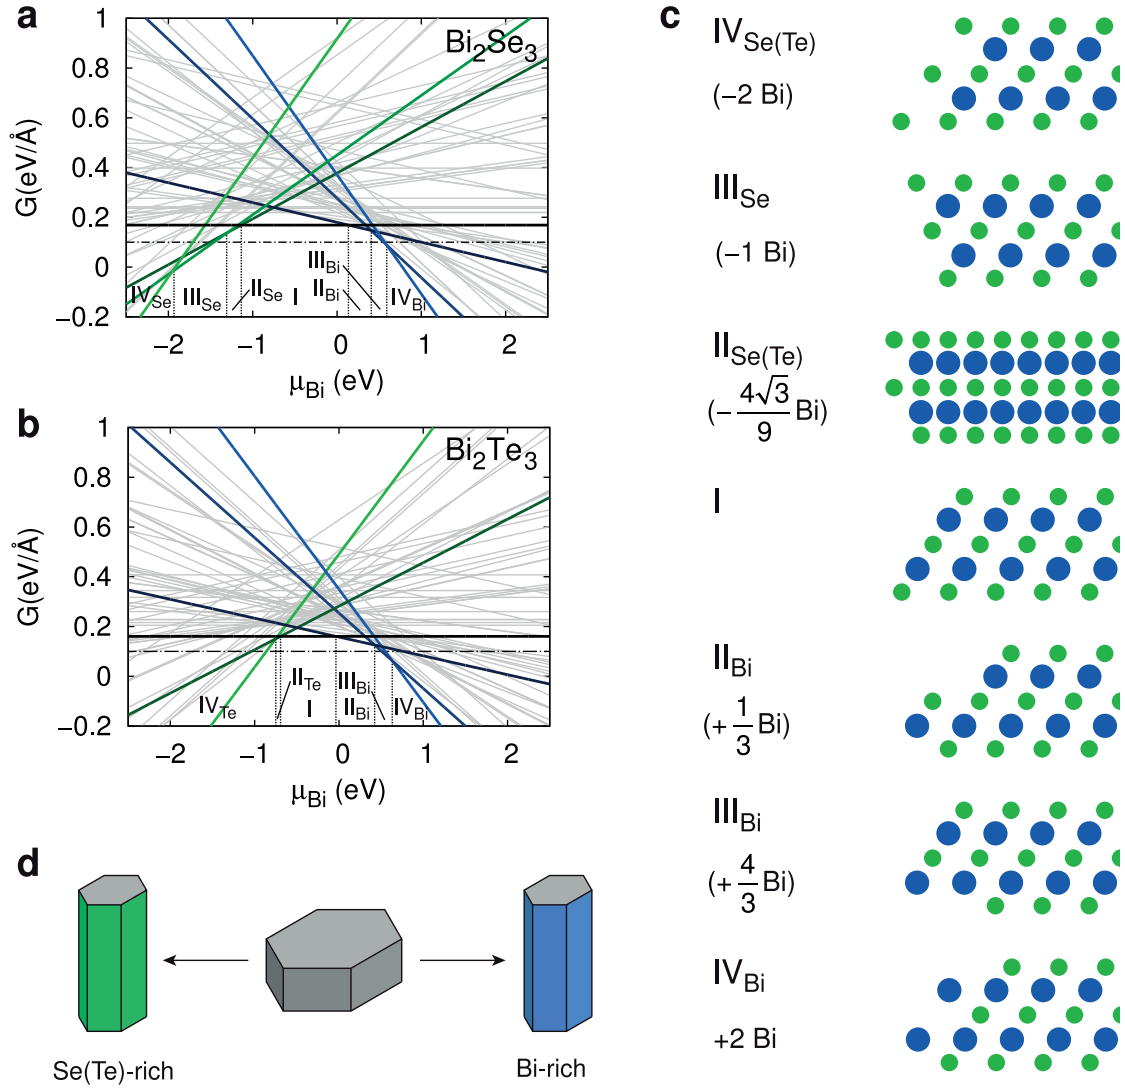 a
Bi2Se3
G(eV/Å)
1
0.8
0.6
0.4
0.2
0
−0.2
IVSe
IIISe
IISe
I
IIIBi
IIBi
IVBi
−2
−1
0
1
2
μBi (eV)
b
Bi2Te3
G(eV/Å)
1
0.8
0.6
0.4
0.2
0
−0.2
IVTe
IITe
I
IIIBi
IIBi
IVBi
−2
−1
0
1
2
μBi (eV)
c
IVSe(Te)
(−2 Bi)
IIISe
(−1 Bi)
IISe(Te)
(−4√3/9 Bi)
I
IIBi
(+1/3 Bi)
IIIBi
(+4/3 Bi)
IVBi
+2 Bi
d
Se(Te)-rich
Bi-rich